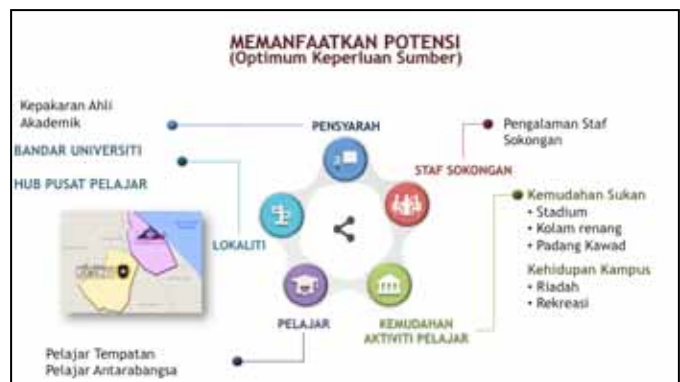 MEMANFAATKAN POTENSI
(Optimum Keperluan Sumber)
Kepakaran Ahli
Akademik
PENSYARAH
Pengalaman Staf
Sokongan
BANDAR UNIVERSITI
STAF SOKONGAN
HUB PUSAT PELAJAR
Kemudahan Sukan
• Stadium
• Kolam renang
• Padang Kawad
LOKALITI
Kehidupan Kampus
• Riadah
• Rekreasi
PELAJAR
KEMUDAHAN
AKTIVITI PELAJAR
Pelajar Tempatan
Pelajar Antarabangsa